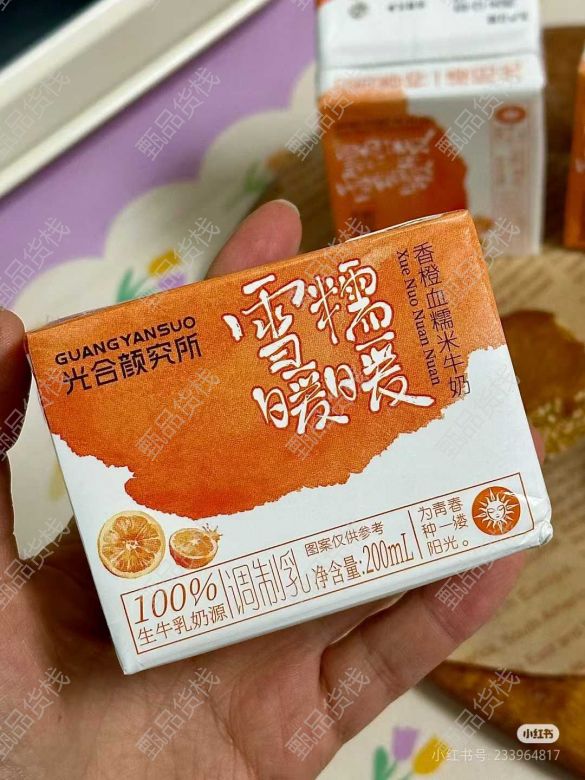 GUANGYANSUO
光合颜究所
雪糯
暖暖
香橙血糯米牛奶
Xue Nuo Nuan Nuan
100%
生牛乳奶源
调制乳
图案仅供参考
净含量:200mL
为青春
种一缕
阳光。
甄品货栈
小红书
小红书号 233964817